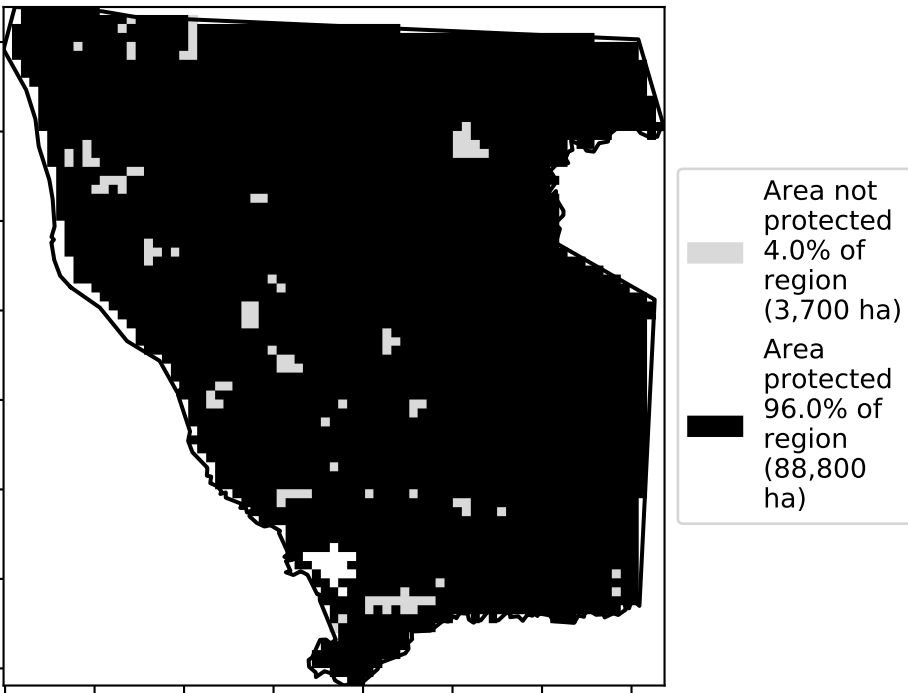 Area not
protected
4.0% of
region
(3,700 ha)
Area
protected
96.0% of
region
(88,800
ha)